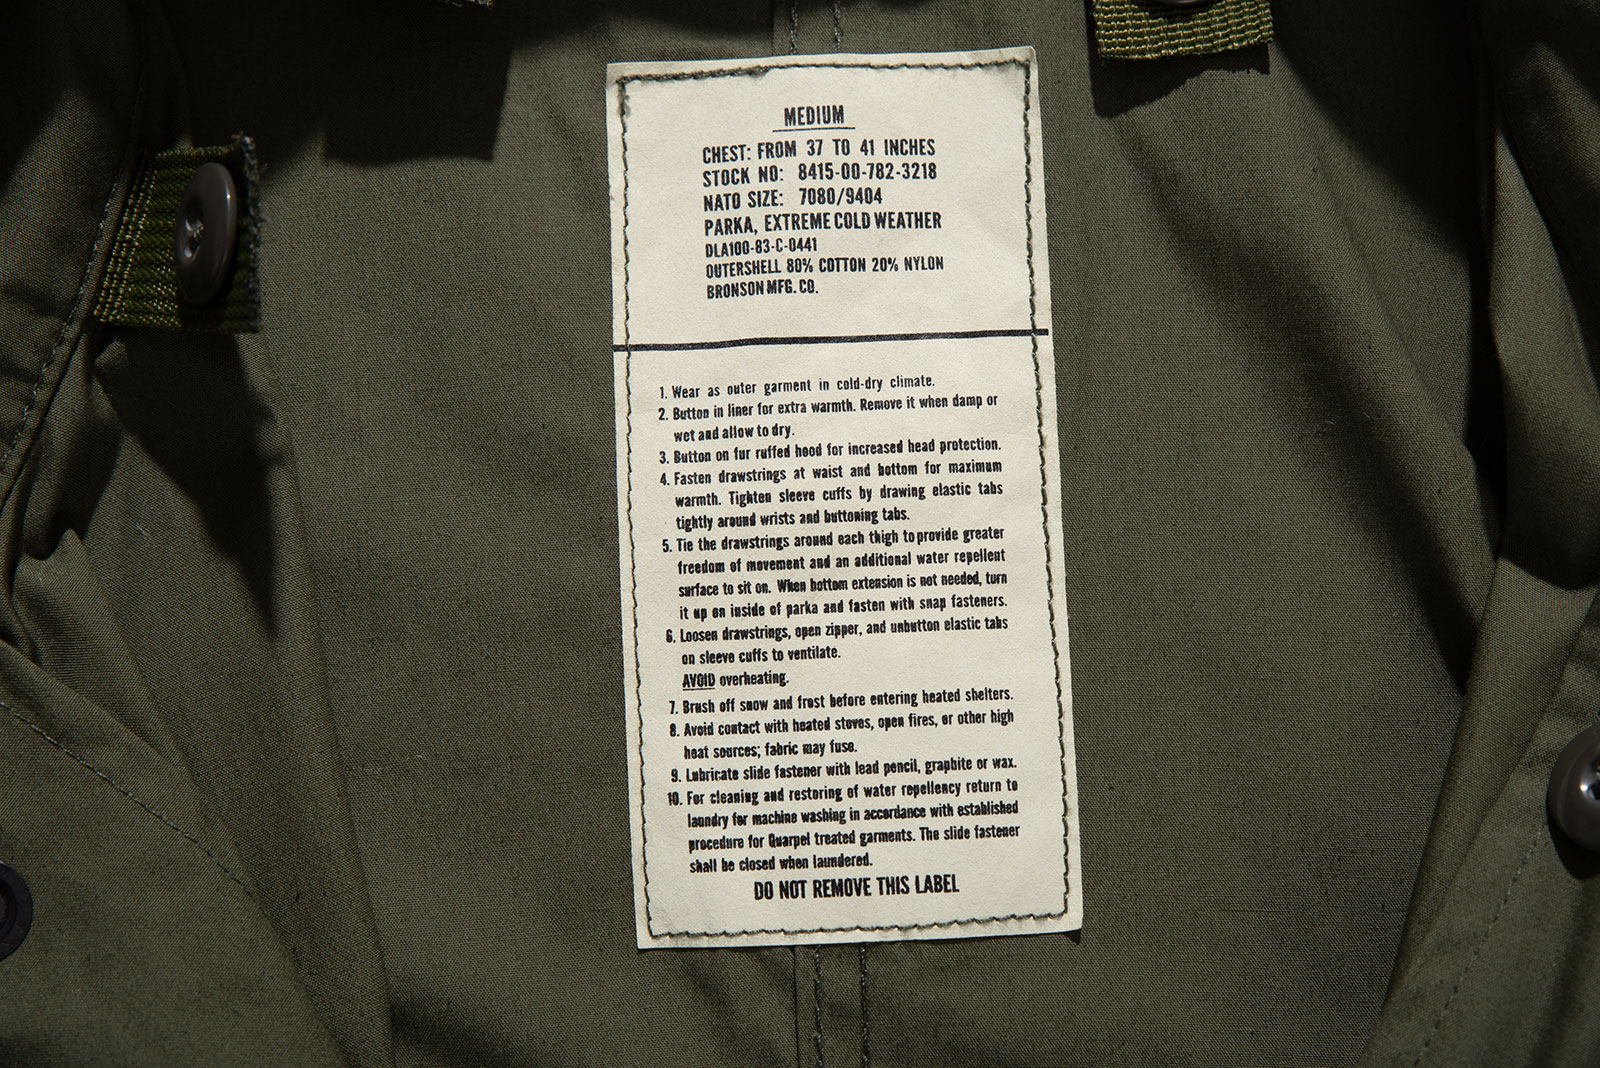 MEDIUM
CHEST: FROM 37 TO 41 INCHES
STOCK NO: 8415-00-782-3218
NATO SIZE: 7080/9404
PARKA, EXTREME COLD WEATHER
DLA100-83-C-0441
OUTERSHELL 80% COTTON 20% NYLON
BRONSON MFG. CO.
1. Wear as outer garment in cold-dry climate.
2. Button in liner for extra warmth. Remove it when damp or
wet and allow to dry.
3. Button on fur ruffed hood for increased head protection.
4. Fasten drawstrings at waist and bottom for maximum
warmth. Tighten sleeve cuffs by drawing elastic tabs
tightly around wrists and buttoning tabs.
5. Tie the drawstrings around each thigh to provide greater
freedom of movement and an additional water repellent
surface to sit on. When bottom extension is not needed, turn
it up on inside of parka and fasten with snap fasteners.
6. Loosen drawstrings, open zipper, and unbutton elastic tabs
on sleeve cuffs to ventilate.
AVOID overheating.
7. Brush off snow and frost before entering heated shelters.
8. Avoid contact with heated stoves, open fires, or other high
heat sources; fabric may fuse.
9. Lubricate slide fastener with lead pencil, graphite or wax.
10. For cleaning and restoring of water repellency return to
laundry for machine washing in accordance with established
procedure for Quarpel treated garments. The slide fastener
shall be closed when laundered.
DO NOT REMOVE THIS LABEL